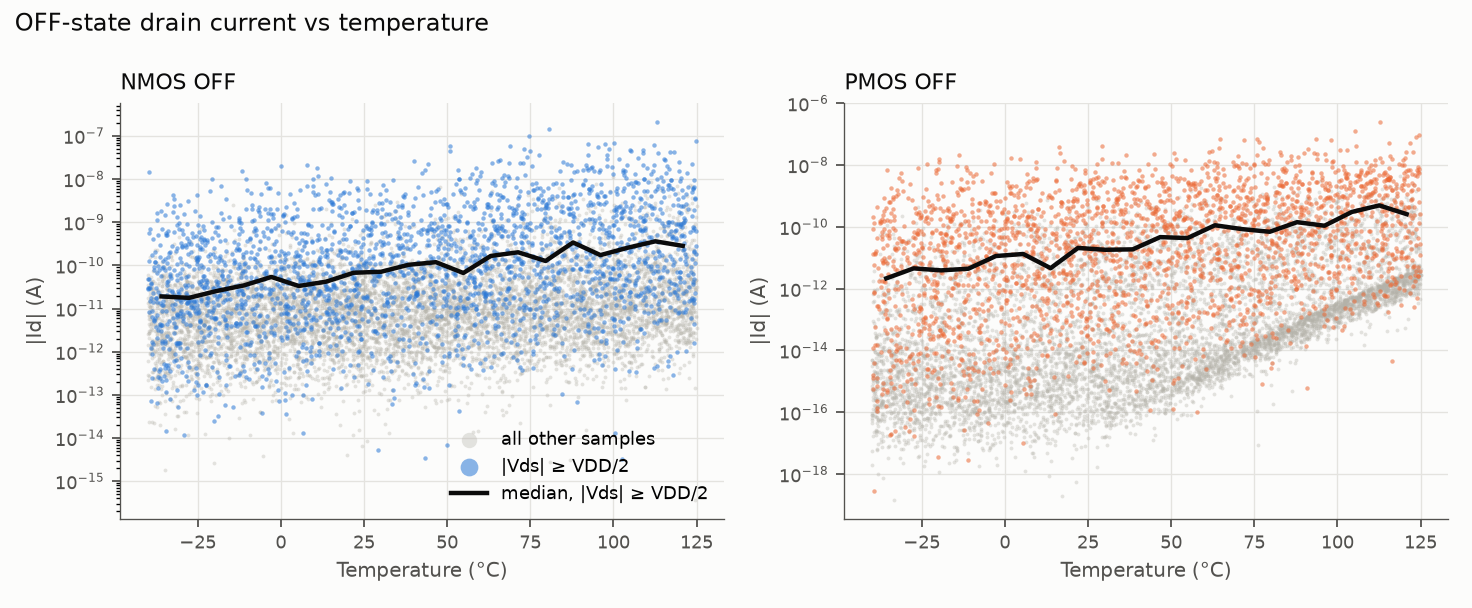 OFF-state drain current vs temperature
NMOS OFF
|Id| (A)
10⁻⁷
10⁻⁸
10⁻⁹
10⁻¹⁰
10⁻¹¹
10⁻¹²
10⁻¹³
10⁻¹⁴
10⁻¹⁵
−25 0 25 50 75 100 125
Temperature (°C)
all other samples
|Vds| ≥ VDD/2
median, |Vds| ≥ VDD/2
PMOS OFF
|Id| (A)
10⁻⁶
10⁻⁸
10⁻¹⁰
10⁻¹²
10⁻¹⁴
10⁻¹⁶
10⁻¹⁸
−25 0 25 50 75 100 125
Temperature (°C)